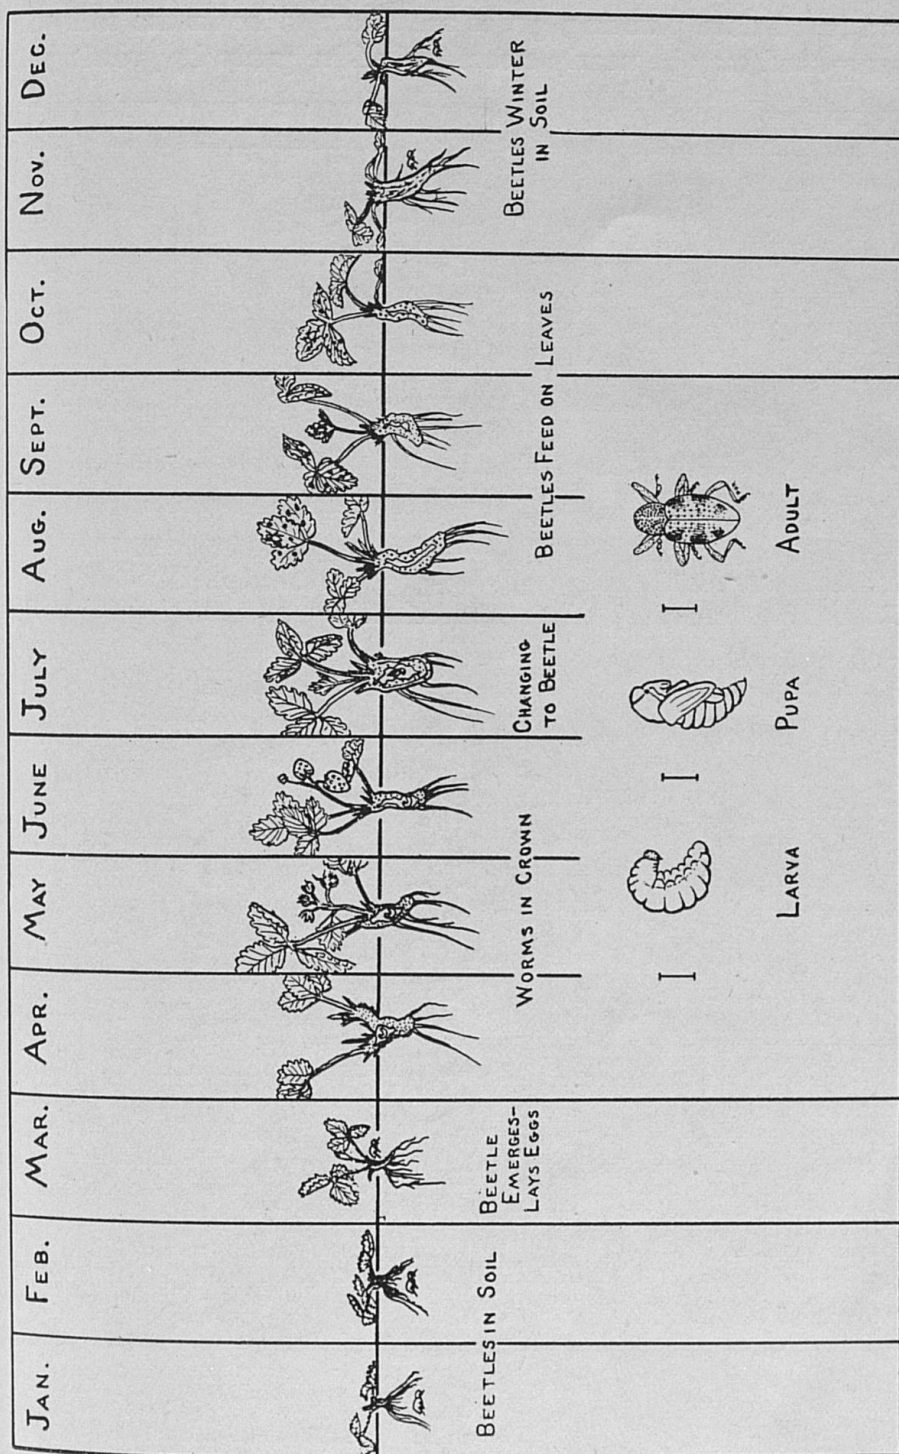 JAN.
FEB.
MAR.
APR.
MAY
JUNE
JULY
AUG.
SEPT.
OCT.
NOV.
DEC.
BEETLES IN SOIL
BEETLE
EMERGES-
LAYS EGGS
WORMS IN CROWN
CHANGING
TO BEETLE
BEETLES FEED ON LEAVES
BEETLES WINTER
IN SOIL
LARVA
PUPA
ADULT